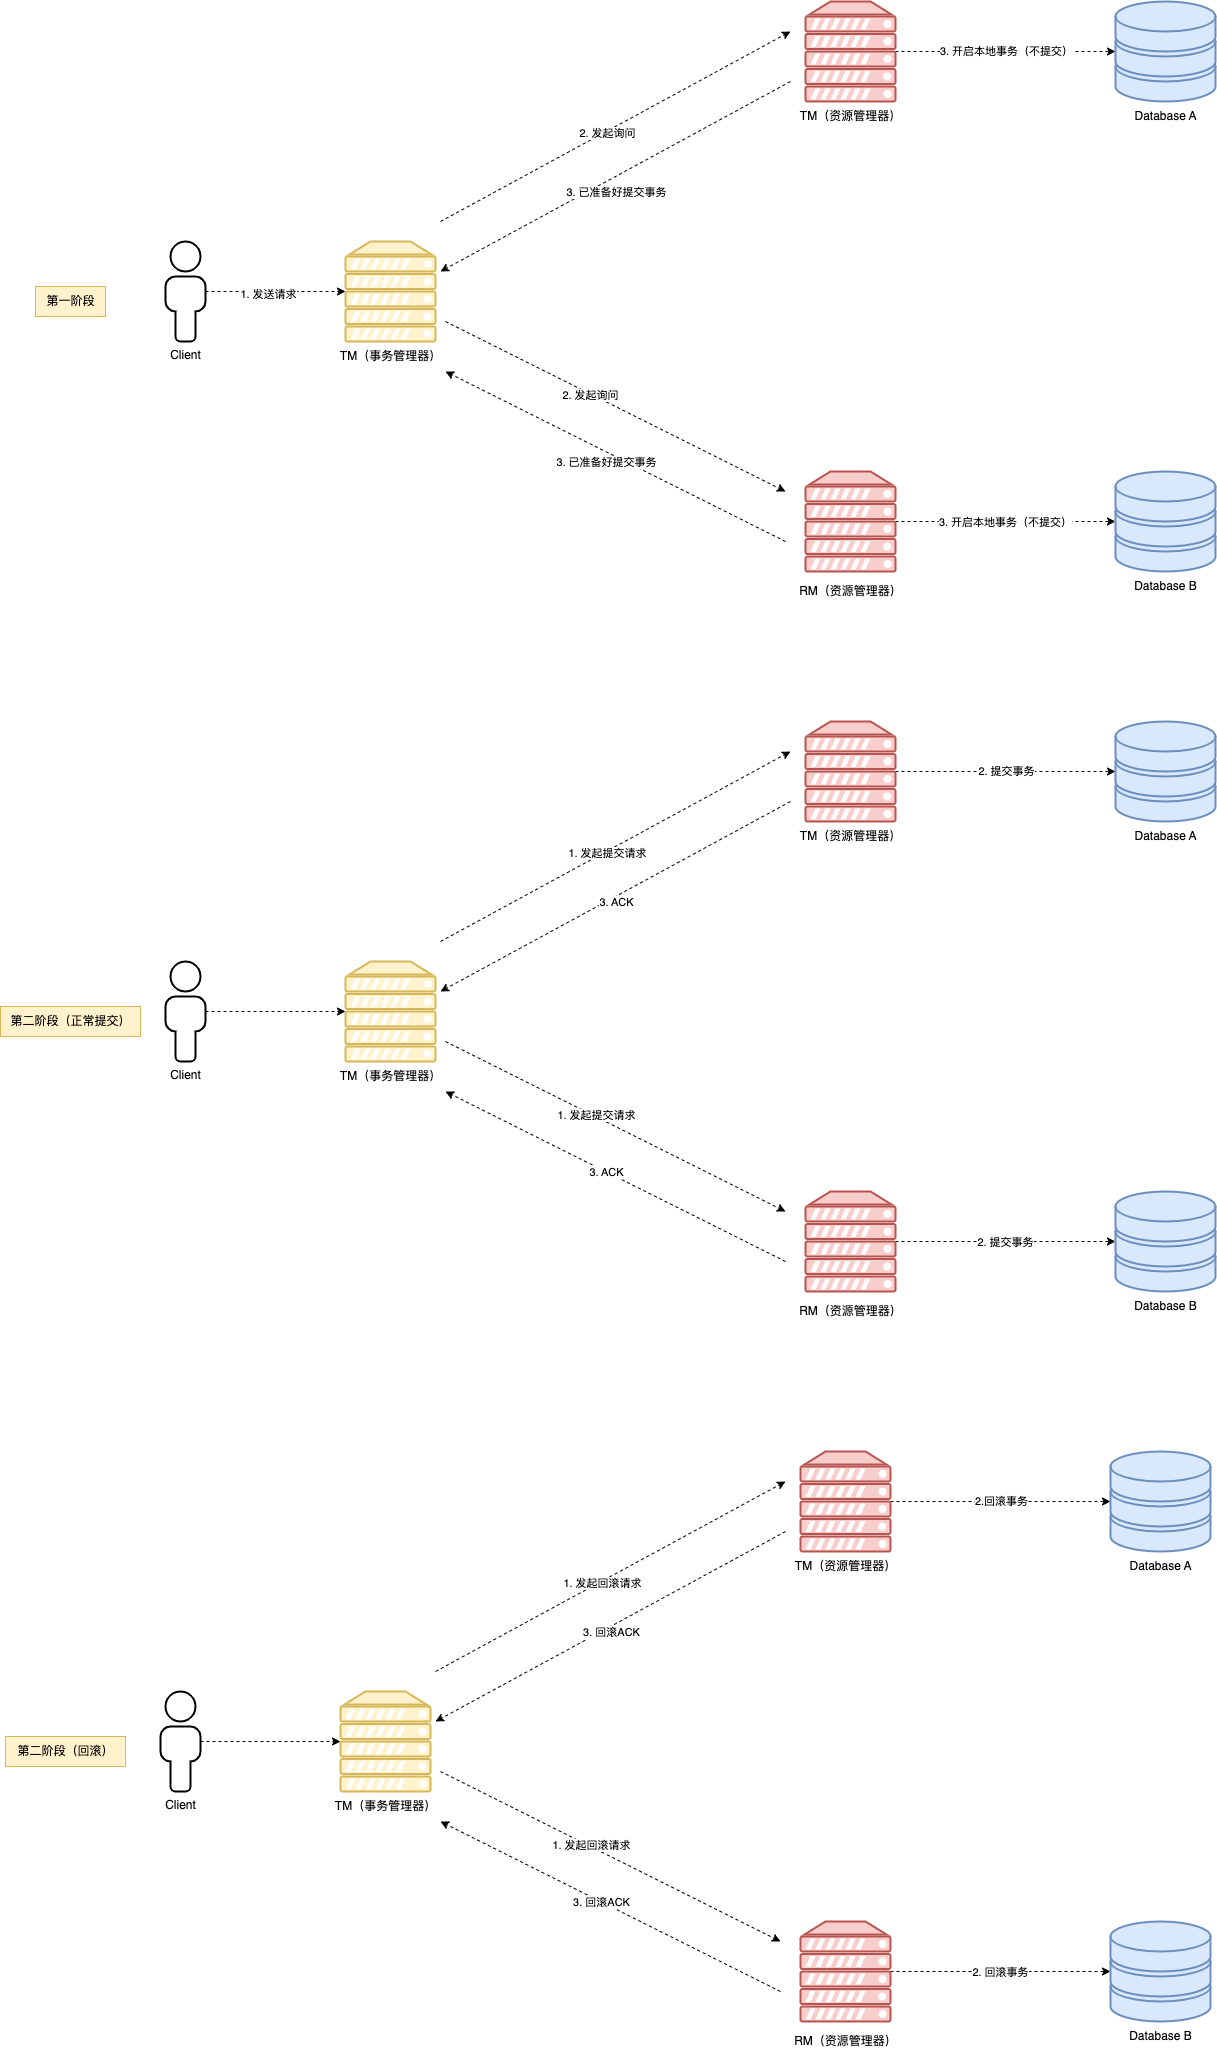 3. 开启本地事务（不提交）
TM（资源管理器）
Database A
2. 发起询问
3. 已准备好提交事务
第一阶段
1. 发送请求
Client
TM（事务管理器）
2. 发起询问
3. 已准备好提交事务
3. 开启本地事务（不提交）
RM（资源管理器）
Database B
2. 提交事务
TM（资源管理器）
Database A
1. 发起提交请求
3. ACK
第二阶段（正常提交）
Client
TM（事务管理器）
1. 发起提交请求
3. ACK
2. 提交事务
RM（资源管理器）
Database B
2.回滚事务
TM（资源管理器）
Database A
1. 发起回滚请求
3. 回滚ACK
第二阶段（回滚）
Client
TM（事务管理器）
1. 发起回滚请求
3. 回滚ACK
2. 回滚事务
RM（资源管理器）
Database B